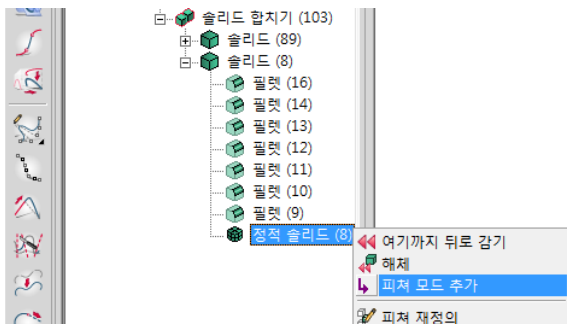 솔리드 합치기 (103)
솔리드 (89)
솔리드 (8)
필렛 (16)
필렛 (14)
필렛 (13)
필렛 (12)
필렛 (11)
필렛 (10)
필렛 (9)
정적 솔리드 (8)
여기까지 뒤로 감기
해체
피쳐 모드 추가
피쳐 재정의